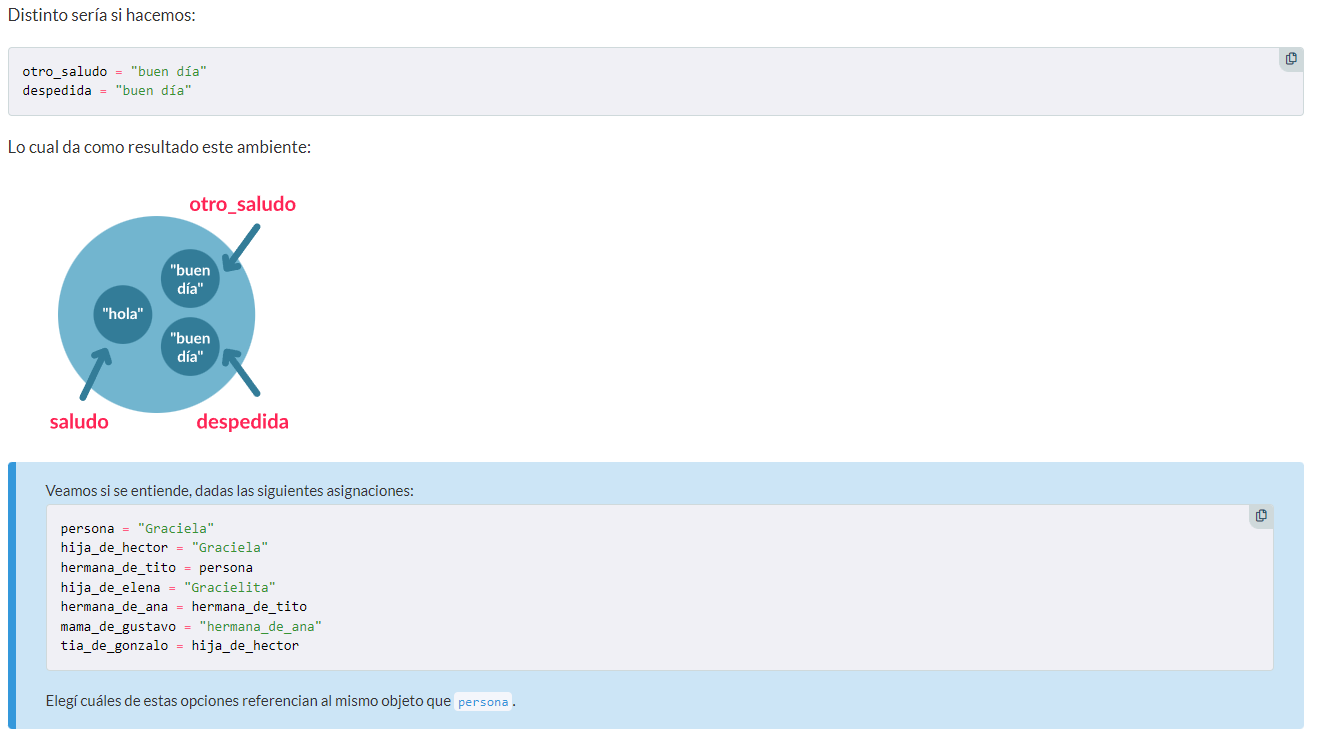 Distinto sería si hacemos:
otro_saludo = "buen día"
despedida = "buen día"
Lo cual da como resultado este ambiente:
otro_saludo
"buen
día"
"hola"
"buen
día"
saludo
despedida
Veamos si se entiende, dadas las siguientes asignaciones:
persona = "Graciela"
hija_de_hector = "Graciela"
hermana_de_tito = persona
hija_de_elena = "Gracielita"
hermana_de_ana = hermana_de_tito
mama_de_gustavo = "hermana_de_ana"
tia_de_gonzalo = hija_de_hector
Elegí cuáles de estas opciones referencian al mismo objeto que persona.